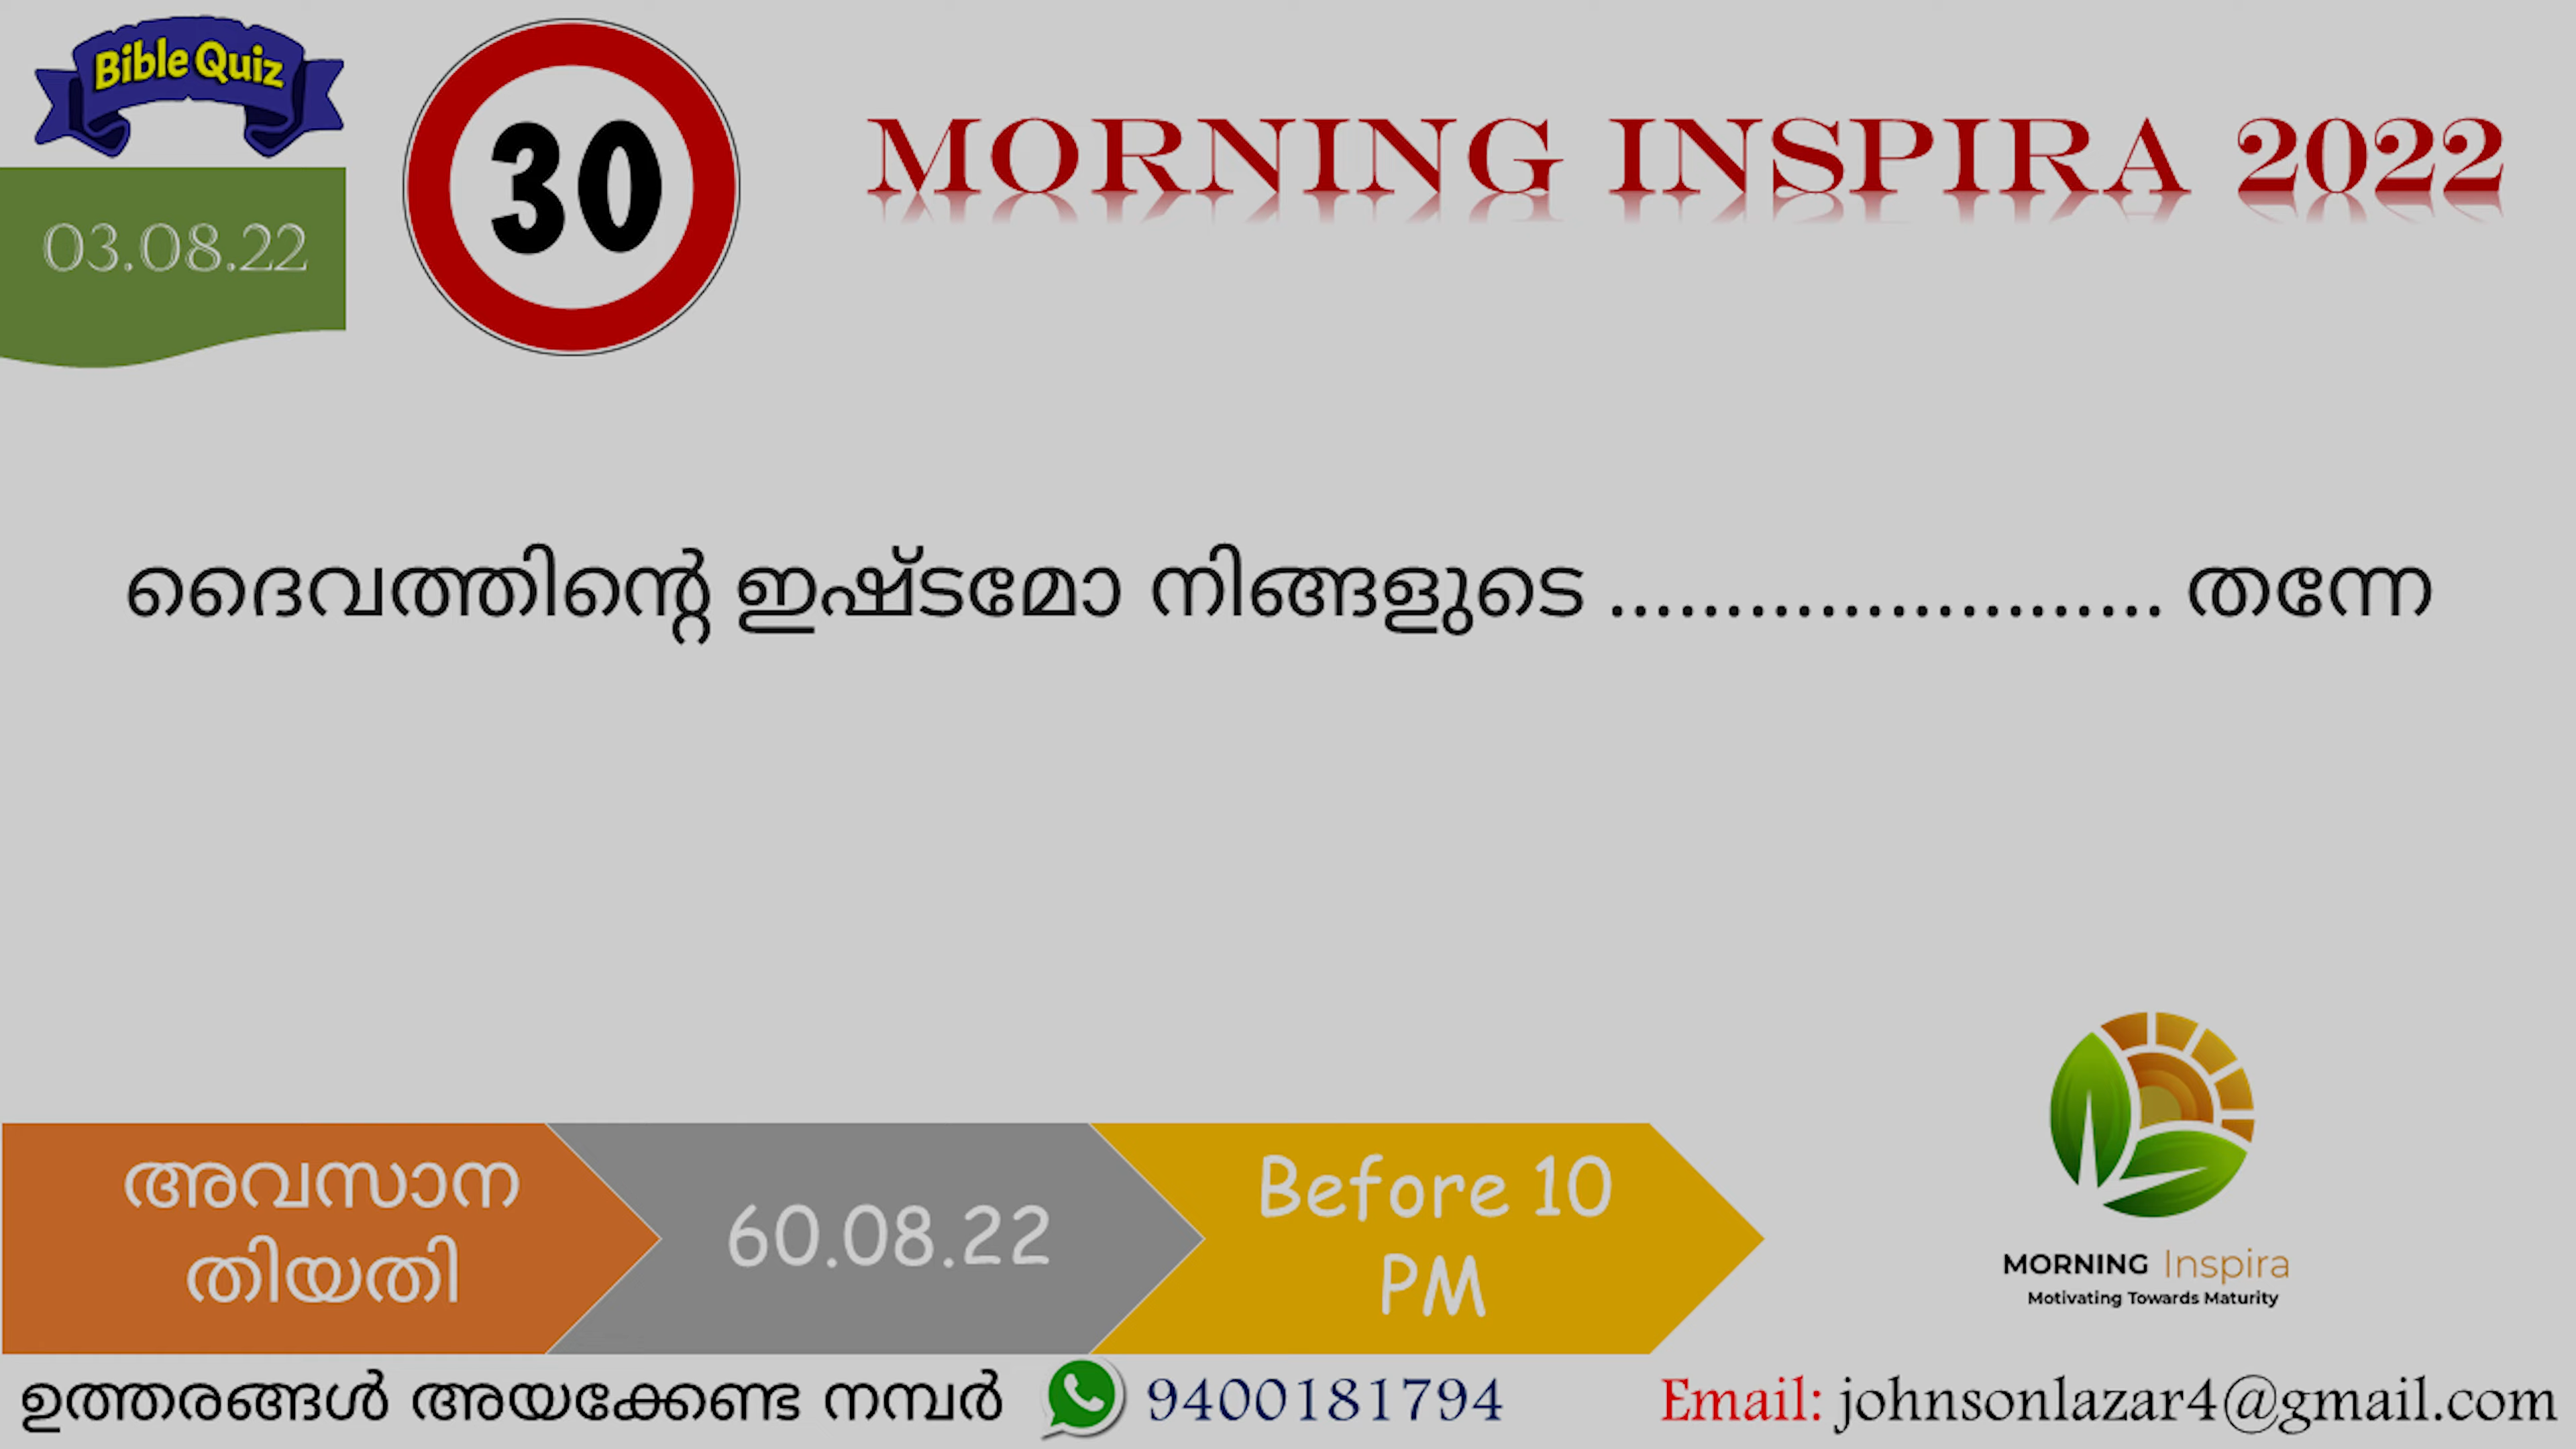 Bible Quiz
03.08.22
30
MORNING INSPIRA 2022
ദൈവത്തിന്റെ ഇഷ്ടമോ നിങ്ങളുടെ ........................ തന്നേ
അവസാന
തിയതി
60.08.22
Before 10
PM
MORNING Inspira
Motivating Towards Maturity
ഉത്തരങ്ങൾ അയക്കേണ്ട നമ്പർ 9400181794 Email: johnsonlazar4@gmail.com